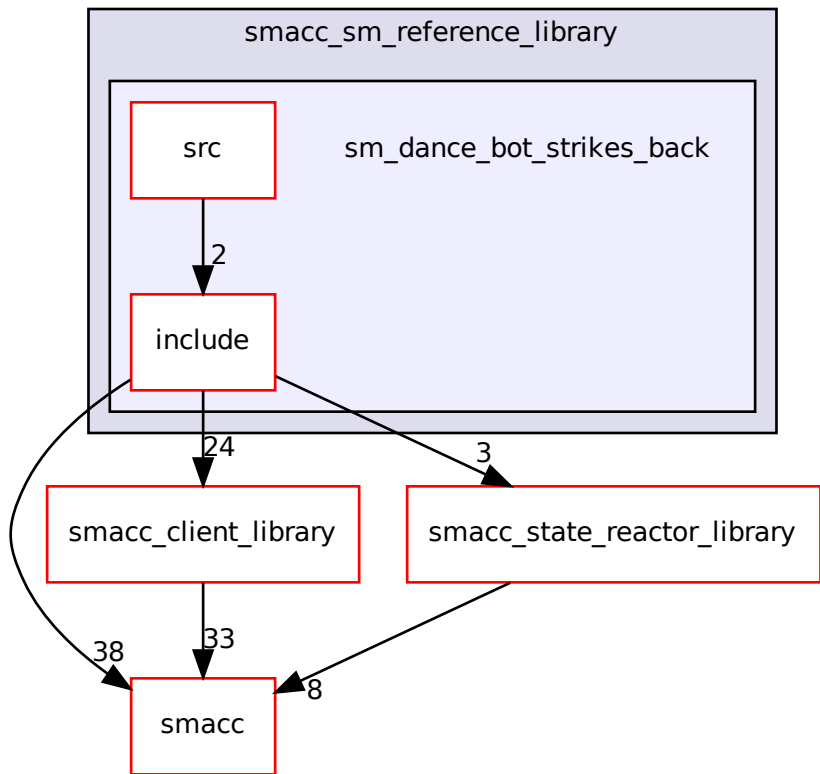 smacc_sm_reference_library
src
sm_dance_bot_strikes_back
2
include
24
3
smacc_client_library
smacc_state_reactor_library
38
33
8
smacc